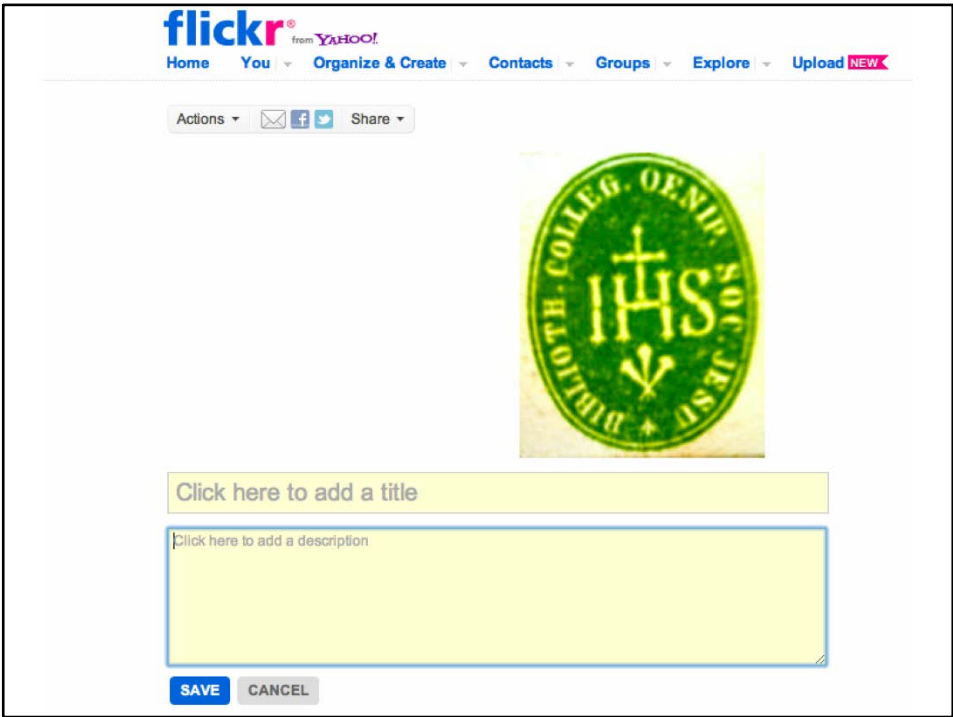 flickr® from YAHOO!
Home You Organize & Create Contacts Groups Explore Upload NEW
Actions Share
BIBLIOTH. COLLEG. OENIP. SOC. JESU
IHS
Click here to add a title
Click here to add a description
SAVE CANCEL